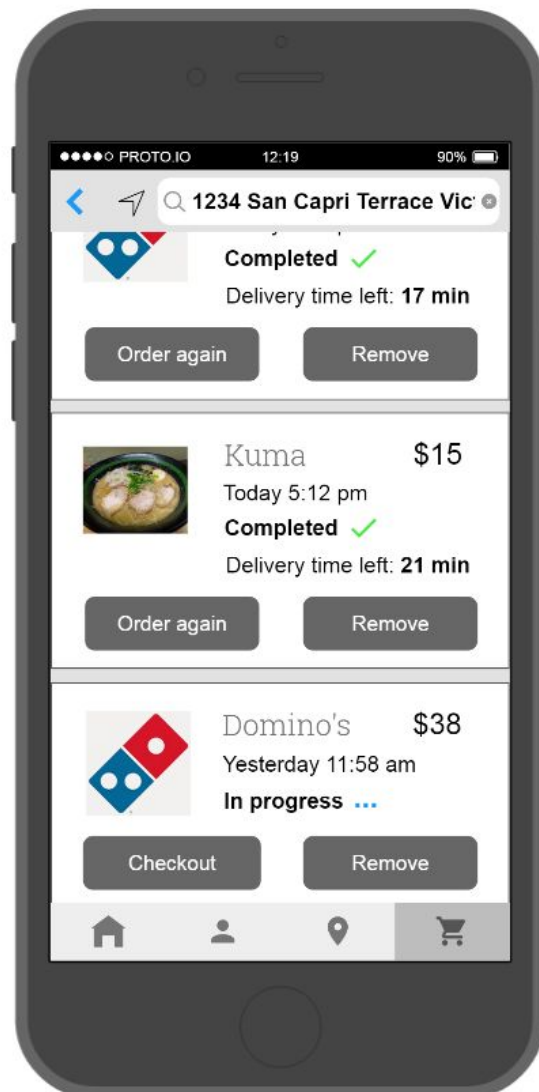 PROTO.IO 12:19 90%
1234 San Capri Terrace Vic
Completed
Delivery time left: 17 min
Order again Remove
Kuma $15
Today 5:12 pm
Completed
Delivery time left: 21 min
Order again Remove
Domino's $38
Yesterday 11:58 am
In progress ...
Checkout Remove